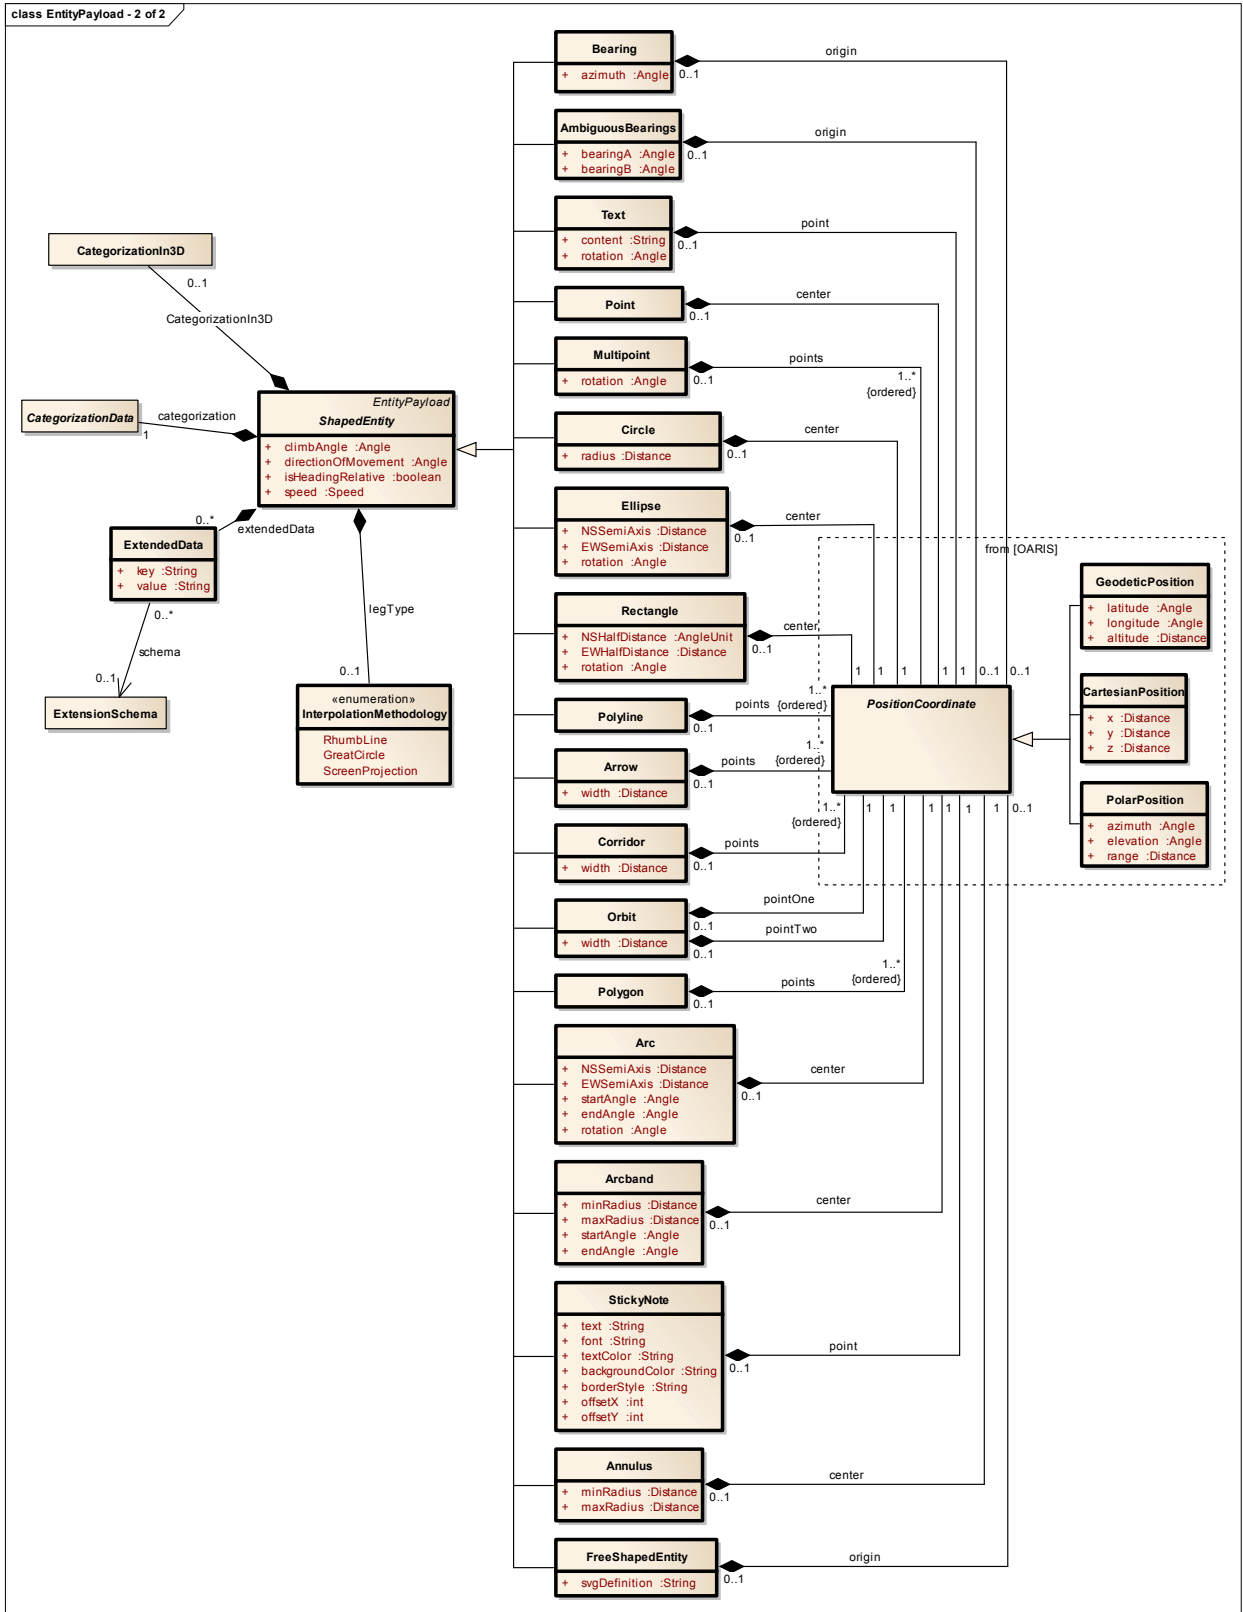 class EntityPayload - 2 of 2
Bearing
+ azimuth :Angle
0..1
origin
AmbiguousBearings
+ bearingA :Angle
+ bearingB :Angle
0..1
origin
Text
+ content :String
+ rotation :Angle
0..1
point
Point
0..1
center
Multipoint
+ rotation :Angle
0..1
points
1..*
{ordered}
Circle
+ radius :Distance
0..1
center
Ellipse
+ NSSemiAxis :Distance
+ EWSemiAxis :Distance
+ rotation :Angle
0..1
center
Rectangle
+ NSHalfDistance :AngleUnit
+ EWHalfDistance :Distance
+ rotation :Angle
0..1
center
Polyline
0..1
points
1..*
{ordered}
Arrow
+ width :Distance
0..1
points
1..*
{ordered}
Corridor
+ width :Distance
0..1
points
1..*
{ordered}
Orbit
+ width :Distance
0..1
pointOne
0..1
pointTwo
Polygon
0..1
points
1..*
{ordered}
Arc
+ NSSemiAxis :Distance
+ EWSemiAxis :Distance
+ startAngle :Angle
+ endAngle :Angle
+ rotation :Angle
0..1
center
Arcband
+ minRadius :Distance
+ maxRadius :Distance
+ startAngle :Angle
+ endAngle :Angle
0..1
center
StickyNote
+ text :String
+ font :String
+ textColor :String
+ backgroundColor :String
+ borderStyle :String
+ offsetX :int
+ offsetY :int
0..1
point
Annulus
+ minRadius :Distance
+ maxRadius :Distance
0..1
center
FreeShapedEntity
+ svgDefinition :String
0..1
origin
CategorizationIn3D
0..1
CategorizationIn3D
CategorizationData
categorization
1
EntityPayload
ShapedEntity
+ climbAngle :Angle
+ directionOfMovement :Angle
+ isHeadingRelative :boolean
+ speed :Speed
0..*
extendedData
ExtendedData
+ key :String
+ value :String
0..*
schema
0..1
ExtensionSchema
legType
0..1
«enumeration»
InterpolationMethodology
RhumbLine
GreatCircle
ScreenProjection
from [OARIS]
1 1 1 1 1 0..1 0..1
PositionCoordinate
1 1 1 1 1 1 1 0..1
GeodeticPosition
+ latitude :Angle
+ longitude :Angle
+ altitude :Distance
CartesianPosition
+ x :Distance
+ y :Distance
+ z :Distance
PolarPosition
+ azimuth :Angle
+ elevation :Angle
+ range :Distance